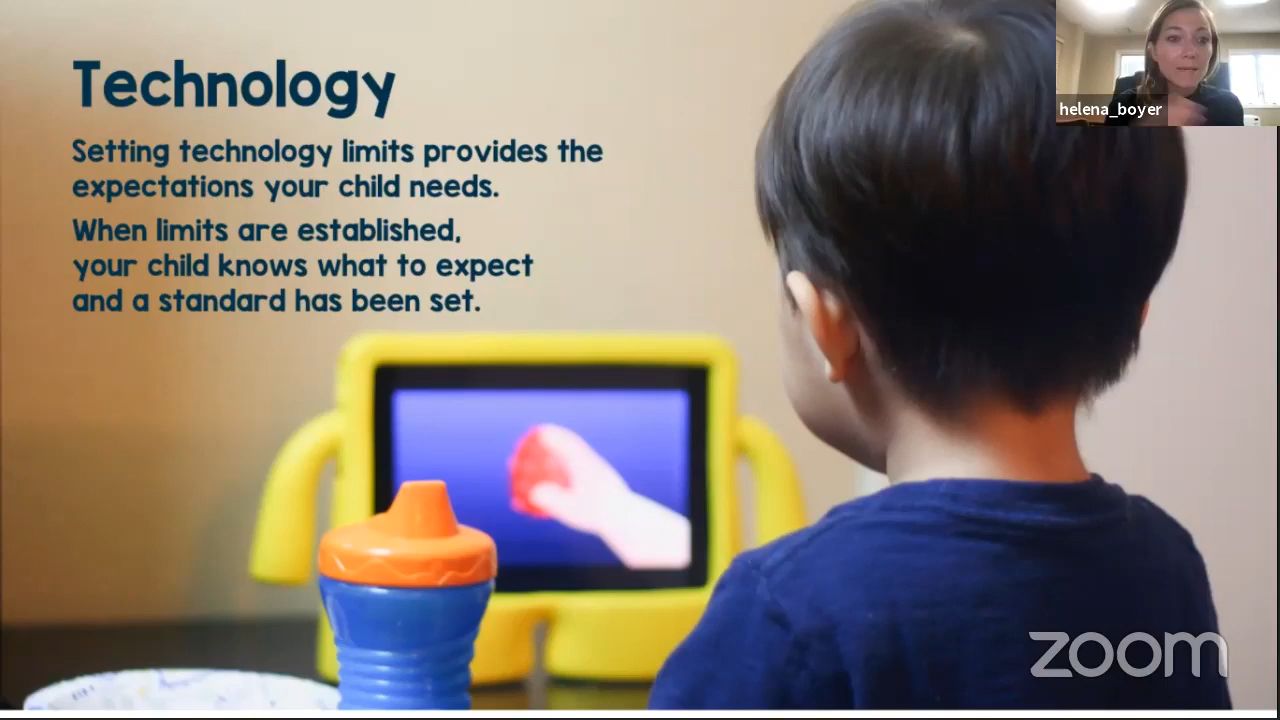 Technology
Setting technology limits provides the
expectations your child needs.
When limits are established,
your child knows what to expect
and a standard has been set.
helena_boyer
zoom